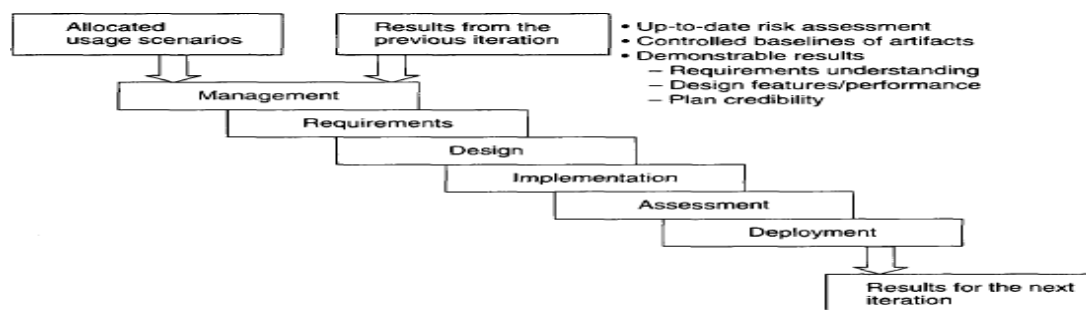 Allocated
usage scenarios
Results from the
previous iteration
• Up-to-date risk assessment
• Controlled baselines of artifacts
• Demonstrable results
– Requirements understanding
– Design features/performance
– Plan credibility
Management
Requirements
Design
Implementation
Assessment
Deployment
Results for the next
iteration